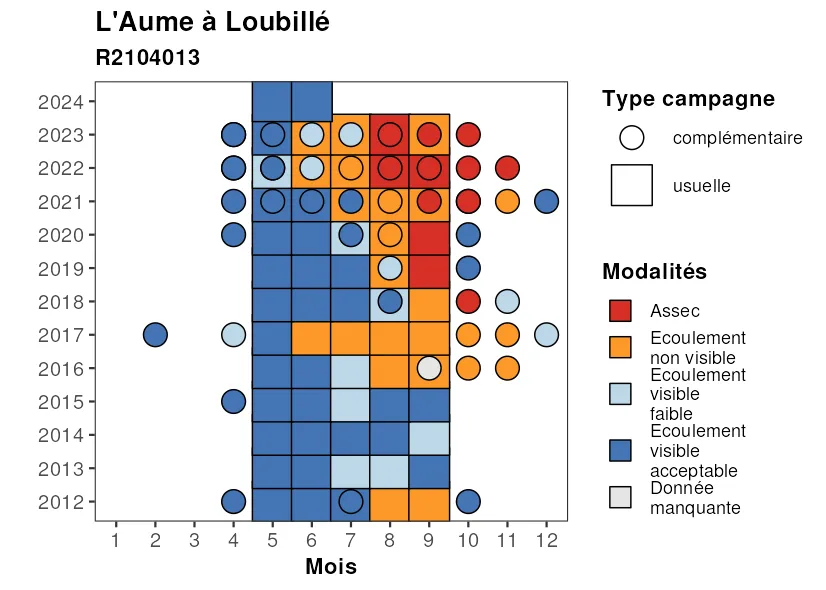 L'Aume à Loubillé
R2104013
2024
2023
2022
2021
2020
2019
2018
2017
2016
2015
2014
2013
2012
1 2 3 4 5 6 7 8 9 10 11 12
Mois
Type campagne
complémentaire
usuelle
Modalités
Assec
Ecoulement
non visible
Ecoulement
visible
faible
Ecoulement
visible
acceptable
Donnée
manquante